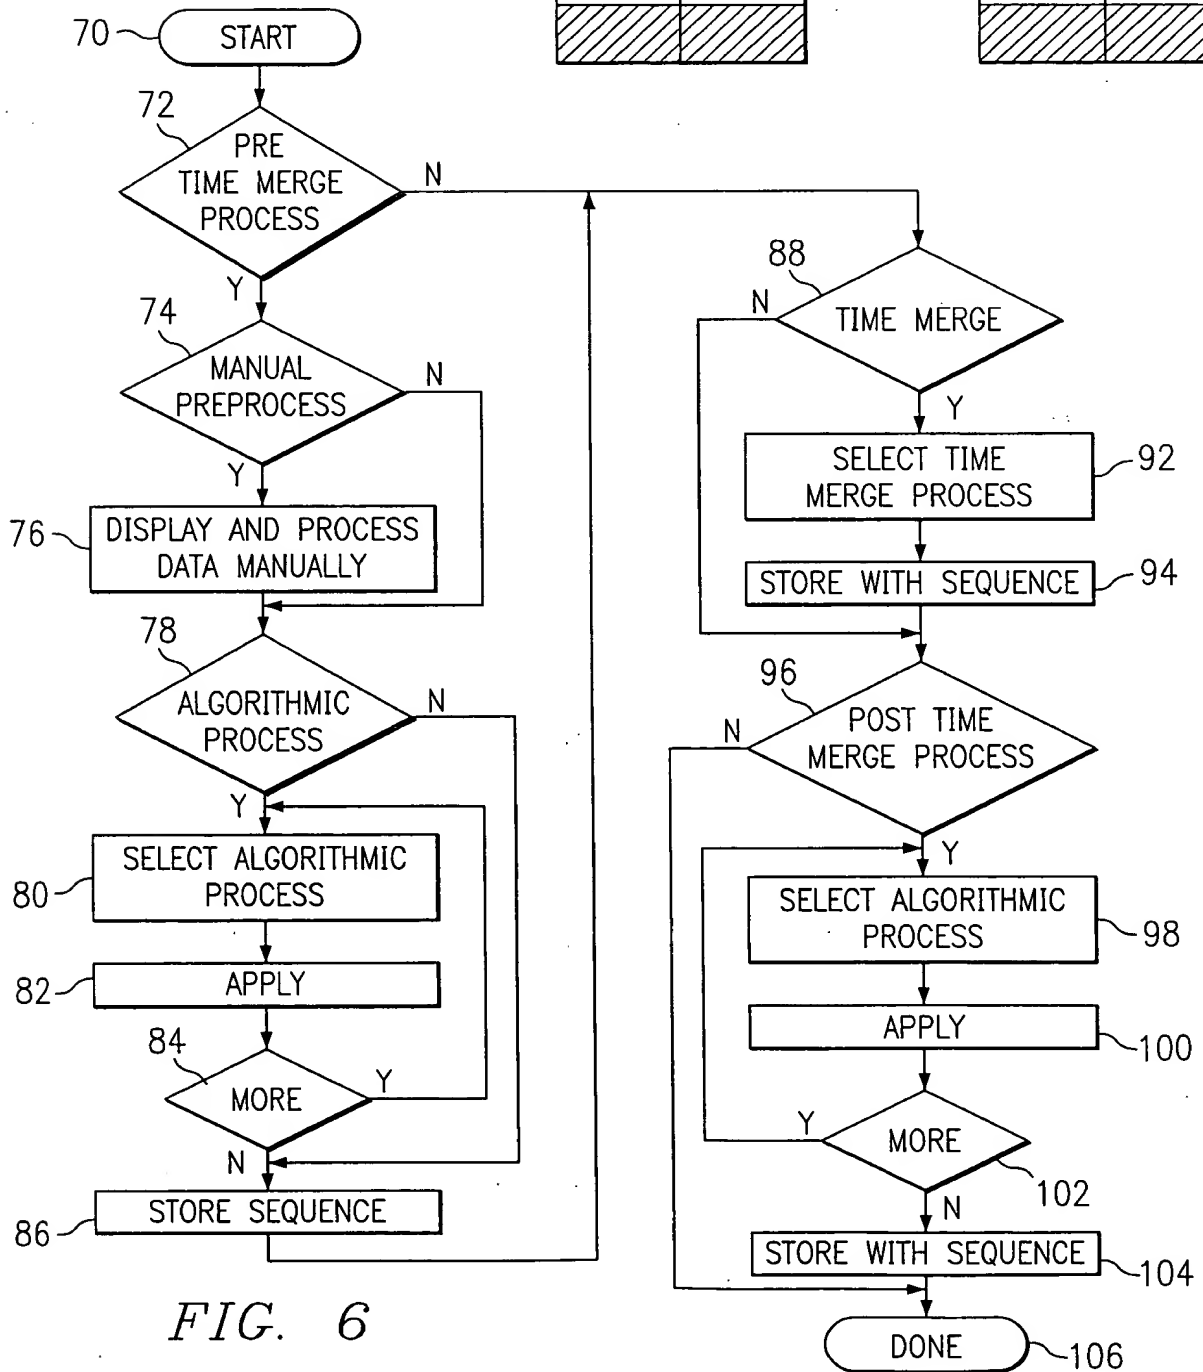 70
START
72
PRE
TIME MERGE
PROCESS
N
Y
74
MANUAL
PREPROCESS
N
Y
76
DISPLAY AND PROCESS
DATA MANUALLY
78
ALGORITHMIC
PROCESS
N
Y
80
SELECT ALGORITHMIC
PROCESS
82
APPLY
84
MORE
Y
N
86
STORE SEQUENCE
88
TIME MERGE
N
Y
SELECT TIME
MERGE PROCESS
92
STORE WITH SEQUENCE
94
96
POST TIME
MERGE PROCESS
N
Y
SELECT ALGORITHMIC
PROCESS
98
APPLY
100
MORE
Y
102
N
STORE WITH SEQUENCE
104
DONE
106
FIG. 6